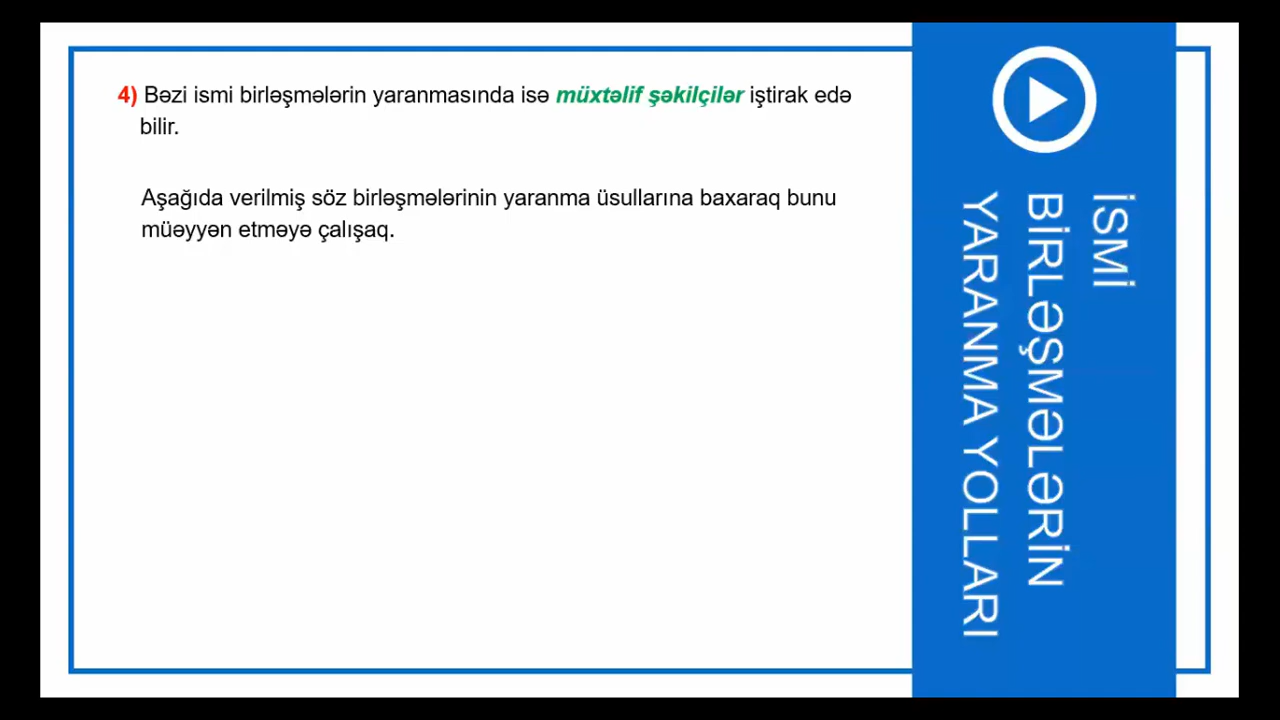 4) Bəzi ismi birləşmələrin yaranmasında isə müxtəlif şəkilçilər iştirak edə
bilir.
Aşağıda verilmiş söz birləşmələrinin yaranma üsullarına baxaraq bunu
müəyyən etməyə çalışaq.
İSMİ
BİRLƏŞMƏLƏRİN
YARANMA YOLLARI